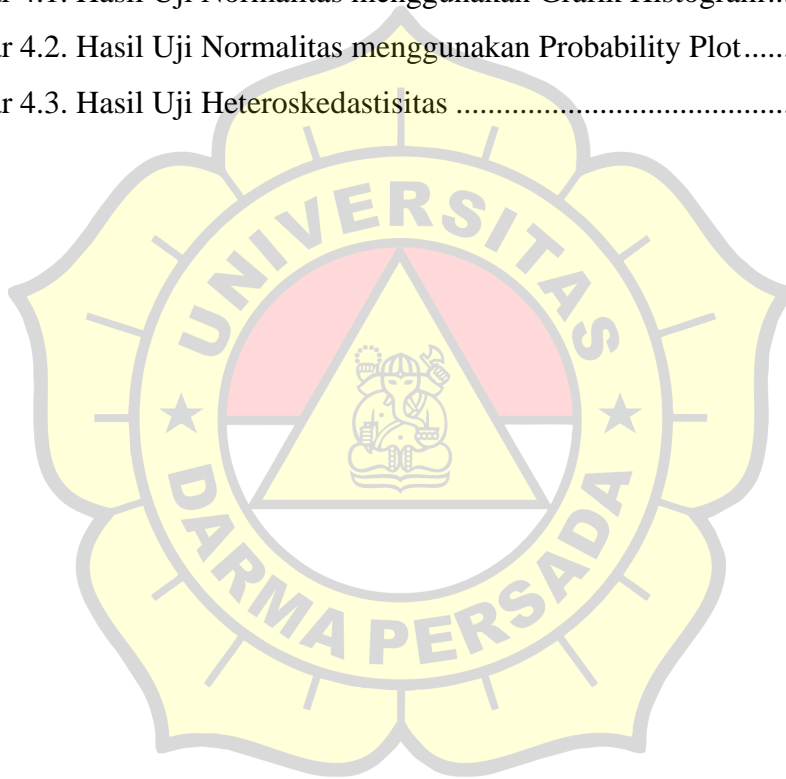 r 4.1. Hasil Uji Normalitas menggunakan Grafik Histogram...
r 4.2. Hasil Uji Normalitas menggunakan Probability Plot......
r 4.3. Hasil Uji Heteroskedastisitas ..........................................
UNIVERSITAS
DARMA PERSADA